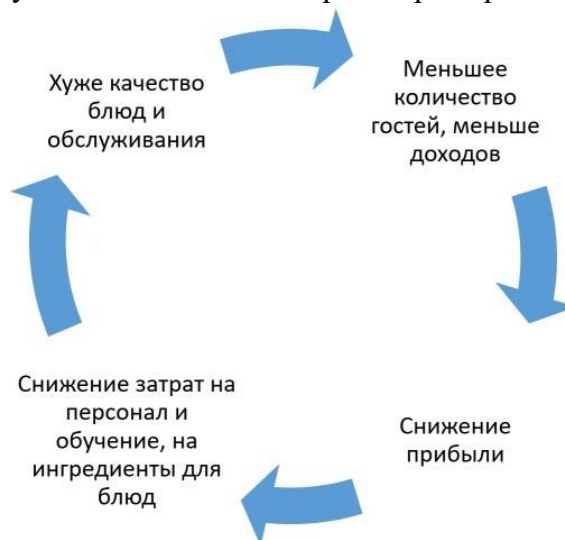 Хуже качество
блюд и
обслуживания
Меньшее
количество
гостей, меньше
доходов
Снижение
прибыли
Снижение затрат на
персонал и
обучение, на
ингредиенты для
блюд